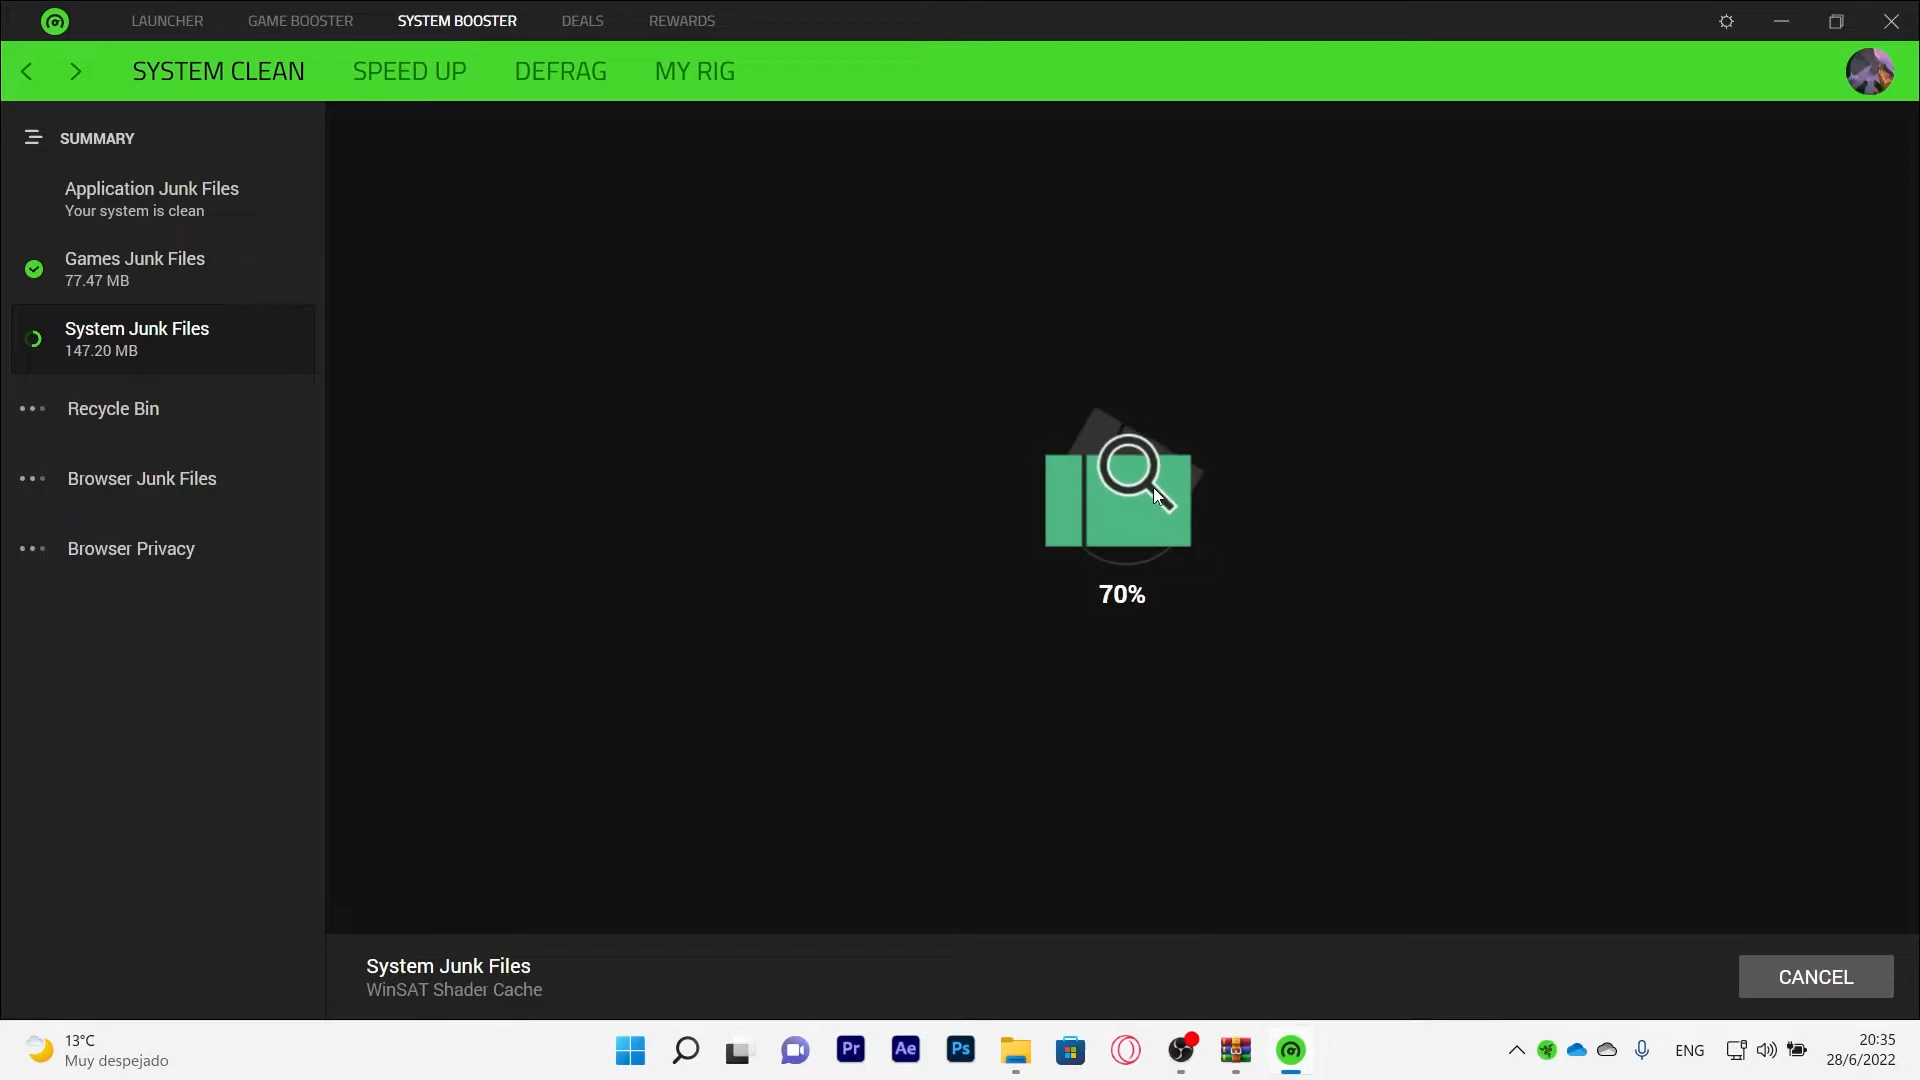 LAUNCHER GAME BOOSTER SYSTEM BOOSTER DEALS REWARDS
SYSTEM CLEAN SPEED UP DEFRAG MY RIG
SUMMARY
Application Junk Files
Your system is clean
Games Junk Files
77.47 MB
System Junk Files
147.20 MB
Recycle Bin
Browser Junk Files
Browser Privacy
70%
System Junk Files
WinSAT Shader Cache
CANCEL
13°C
Muy despejado
Pr Ae Ps
ENG
20:35
28/6/2022